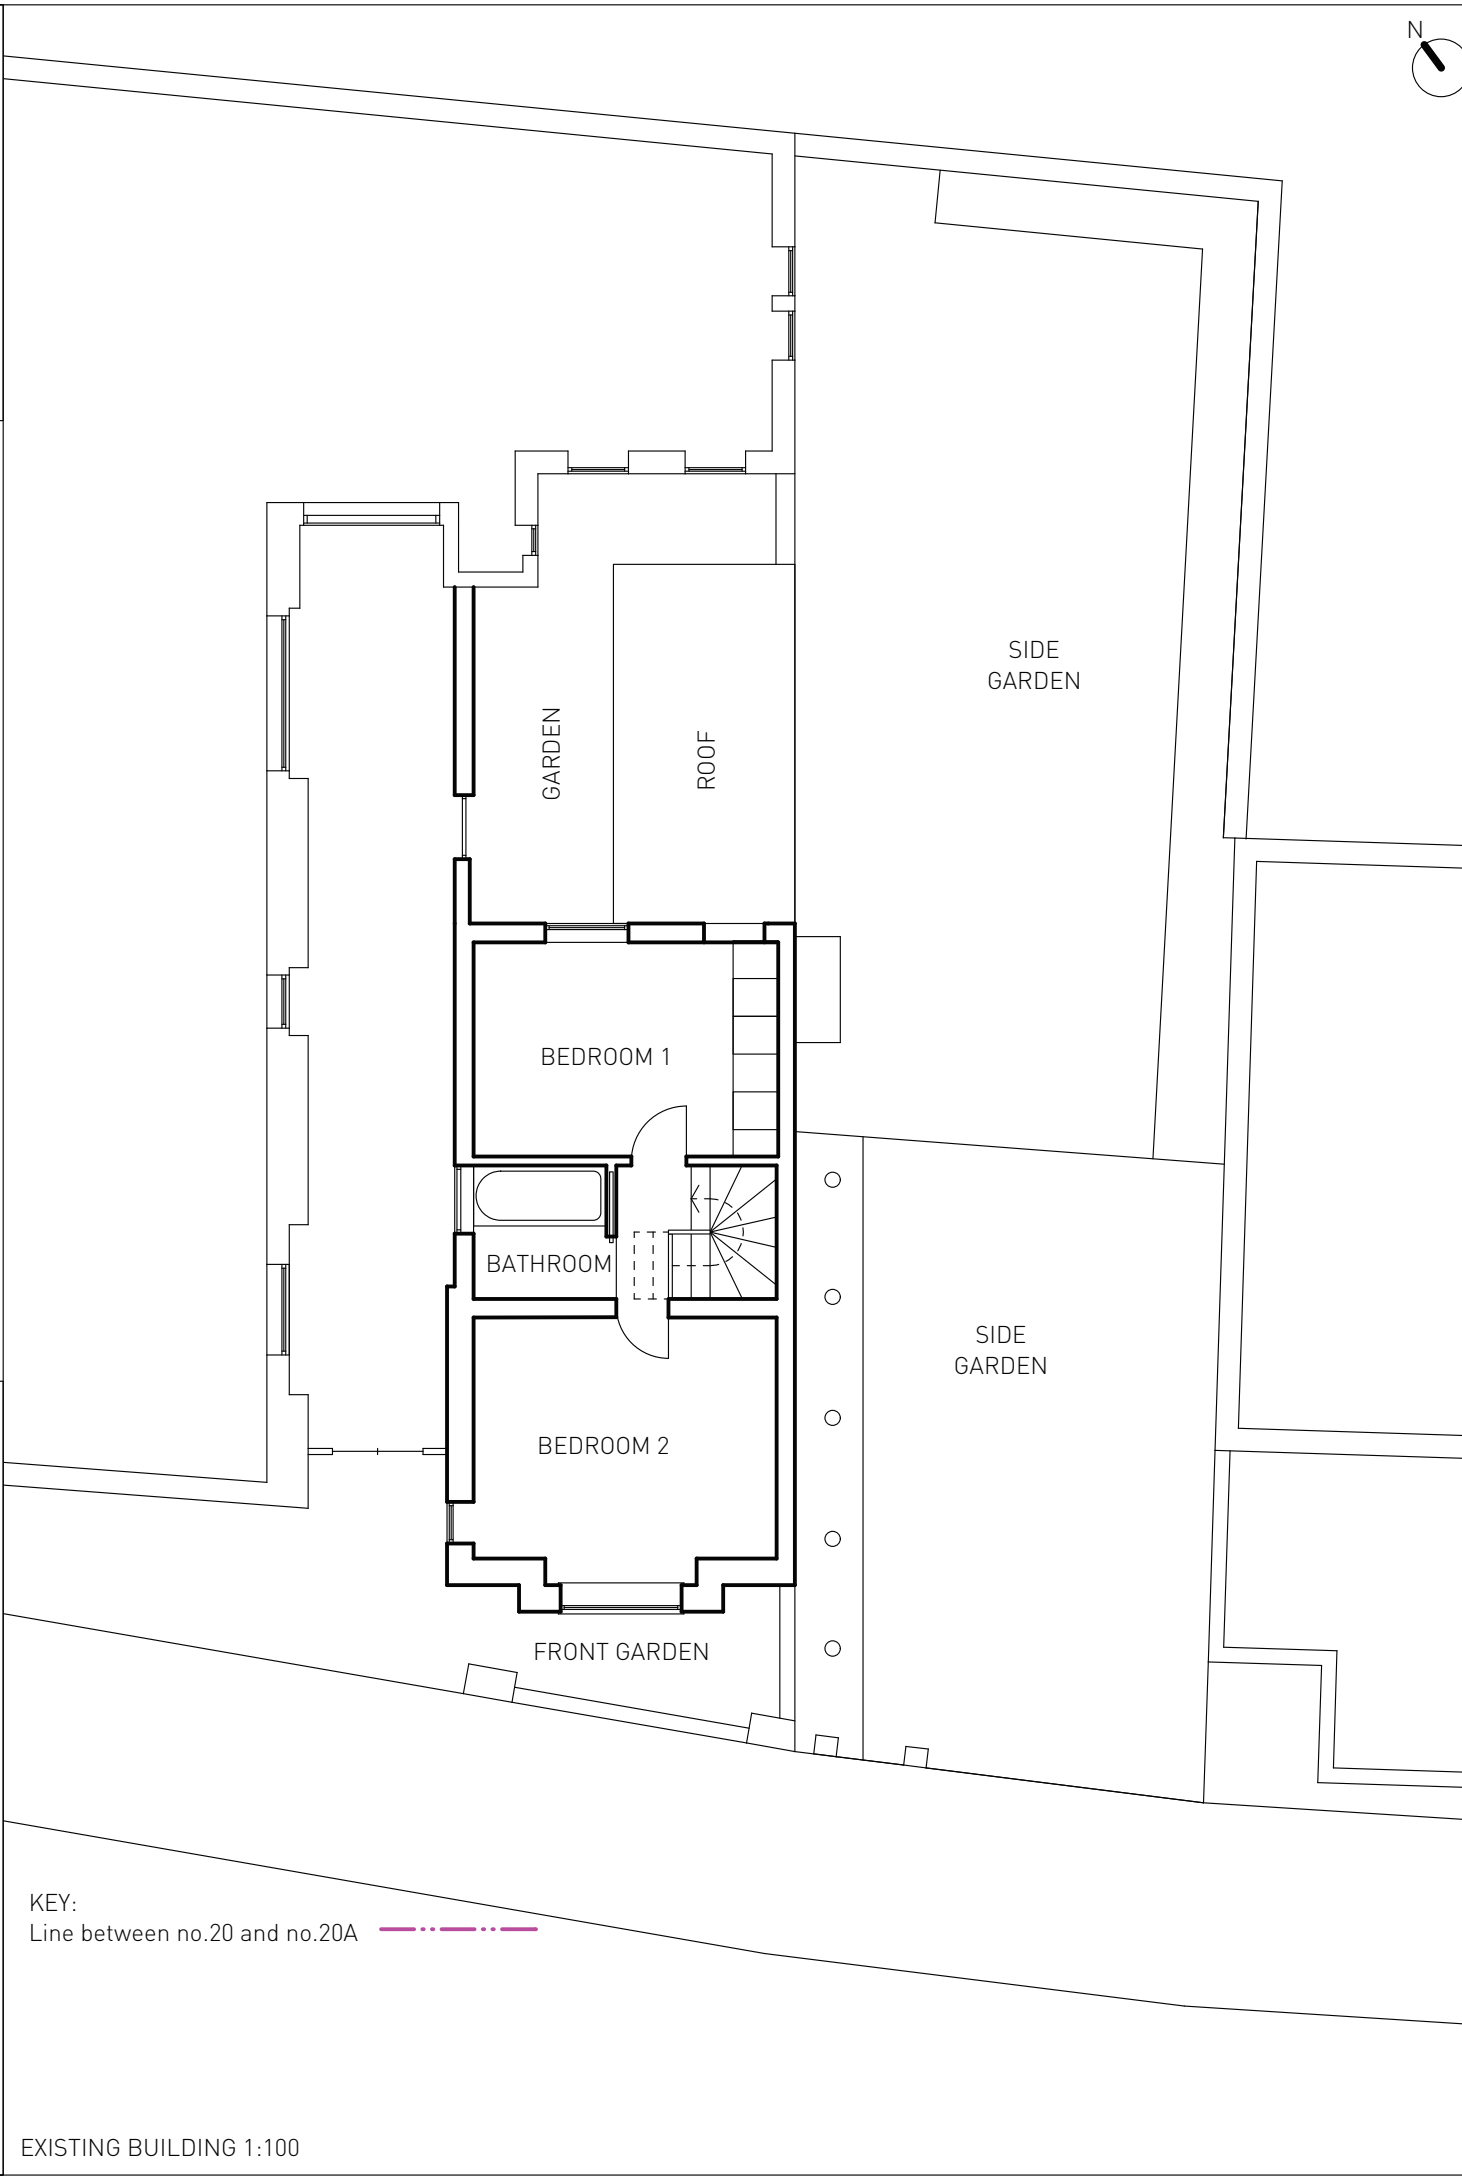 N
SIDE
GARDEN
GARDEN
ROOF
BEDROOM 1
BATHROOM
SIDE
GARDEN
BEDROOM 2
FRONT GARDEN
KEY:
Line between no.20 and no.20A
EXISTING BUILDING 1:100